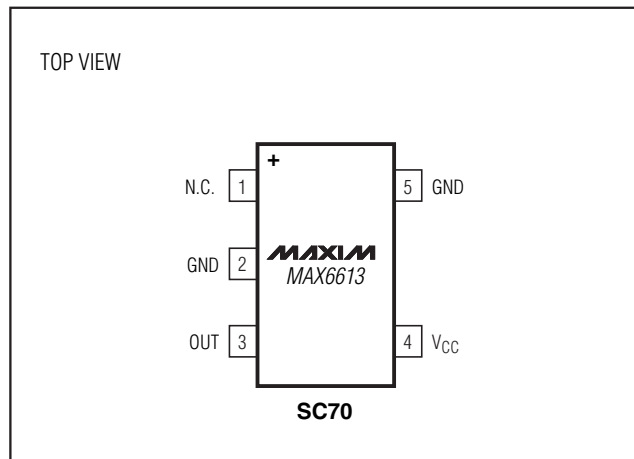 TOP VIEW
+
N.C. 1
5 GND
GND 2
MAXIM
MAX6613
OUT 3
4 VCC
SC70